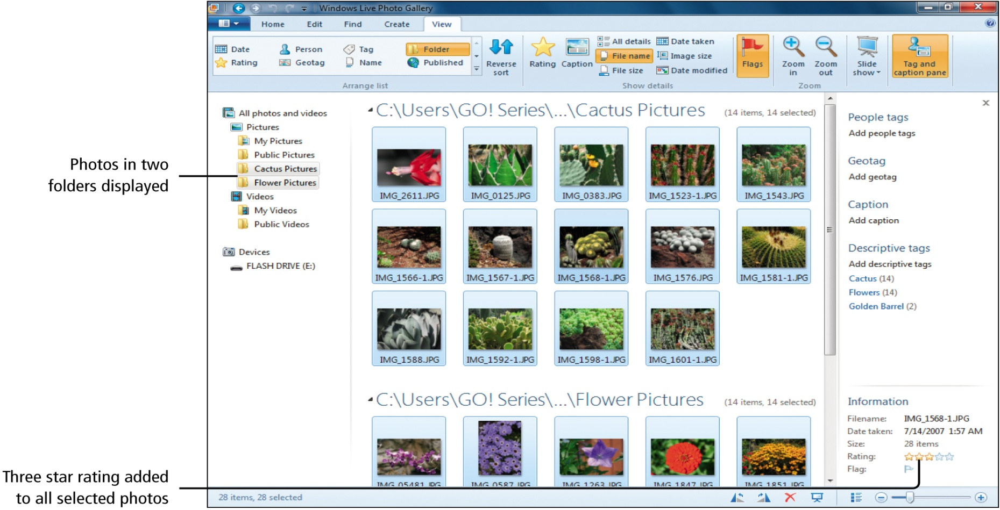 Windows Live Photo Gallery
Home Edit Find Create View
Date Person Tag Folder
Rating Geotag Name Published
Reverse sort
Rating Caption
All details Date taken
File name Image size
File size Date modified
Flags
Zoom in
Zoom out
Slide show
Tag and caption pane
Arrange list Show details Zoom
All photos and videos
Pictures
My Pictures
Public Pictures
Cactus Pictures
Flower Pictures
Videos
My Videos
Public Videos
Devices
FLASH DRIVE (E:)
Photos in two
folders displayed
C:\Users\GO! Series\...\Cactus Pictures (14 items, 14 selected)
IMG_2611.JPG IMG_0125.JPG IMG_0383.JPG IMG_1523-1.JPG IMG_1543.JPG
IMG_1566-1.JPG IMG_1567-1.JPG IMG_1568-1.JPG IMG_1576.JPG IMG_1581-1.JPG
IMG_1588.JPG IMG_1592-1.JPG IMG_1598-1.JPG IMG_1601-1.JPG
C:\Users\GO! Series\...\Flower Pictures (14 items, 14 selected)
IMG_05481.JPG IMG_0587.JPG IMG_1263.JPG IMG_1847.JPG IMG_1851.JPG
People tags
Add people tags
Geotag
Add geotag
Caption
Add caption
Descriptive tags
Add descriptive tags
Cactus (14)
Flowers (14)
Golden Barrel (2)
Information
Filename: IMG_1568-1.JPG
Date taken: 7/14/2007 1:57 AM
Size: 28 items
Rating:
Flag:
Three star rating added
to all selected photos
28 items, 28 selected